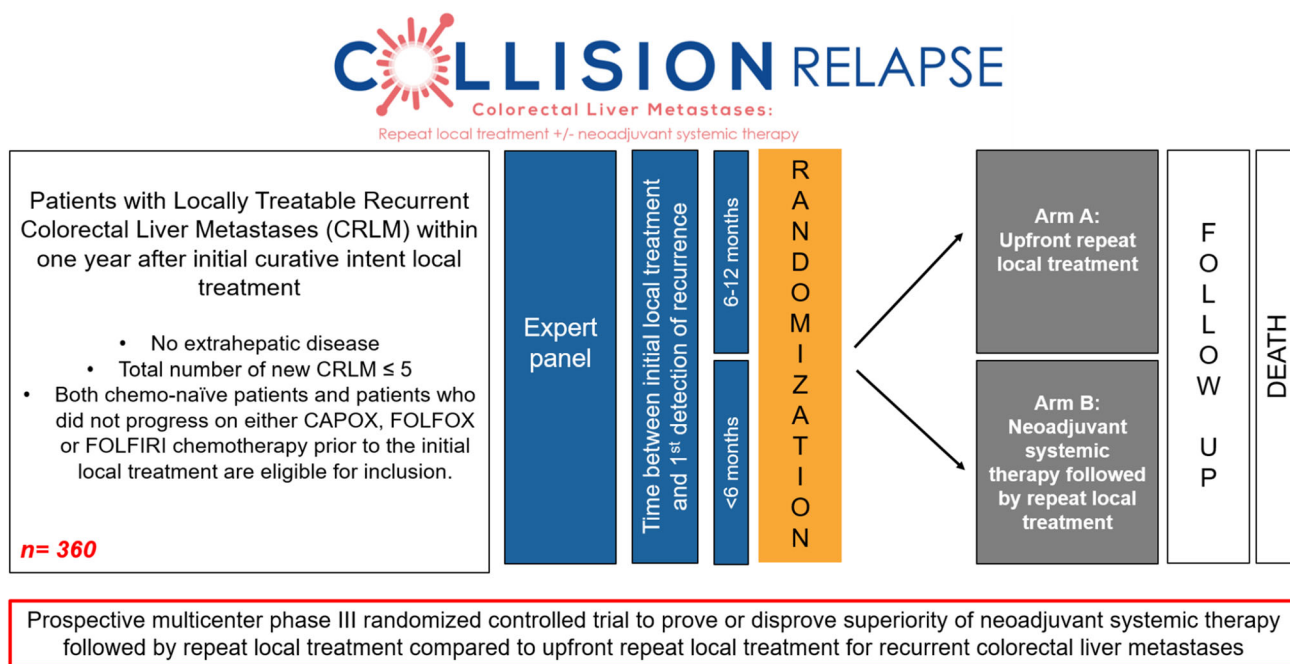 COLLISION RELAPSE
Colorectal Liver Metastases:
Repeat local treatment +/- neoadjuvant systemic therapy
Patients with Locally Treatable Recurrent
Colorectal Liver Metastases (CRLM) within
one year after initial curative intent local
treatment
• No extrahepatic disease
• Total number of new CRLM ≤ 5
• Both chemo-naïve patients and patients who
did not progress on either CAPOX, FOLFOX
or FOLFIRI chemotherapy prior to the initial
local treatment are eligible for inclusion.
n= 360
Expert
panel
Time between initial local treatment
and 1st detection of recurrence
6-12 months
<6 months
RANDOMIZATION
Arm A:
Upfront repeat
local treatment
Arm B:
Neoadjuvant
systemic
therapy followed
by repeat local
treatment
FOLLOW UP
DEATH
Prospective multicenter phase III randomized controlled trial to prove or disprove superiority of neoadjuvant systemic therapy
followed by repeat local treatment compared to upfront repeat local treatment for recurrent colorectal liver metastases